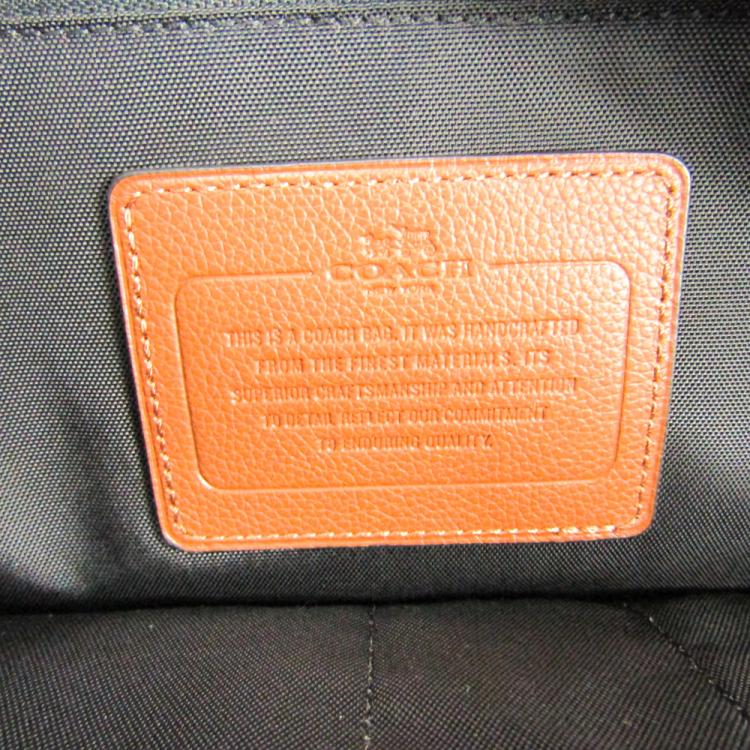 COACH
NEW YORK
THIS IS A COACH BAG. IT WAS HANDCRAFTED
FROM THE FINEST MATERIALS. ITS
SUPERIOR CRAFTSMANSHIP AND ATTENTION
TO DETAIL REFLECT OUR COMMITMENT
TO ENDURING QUALITY.